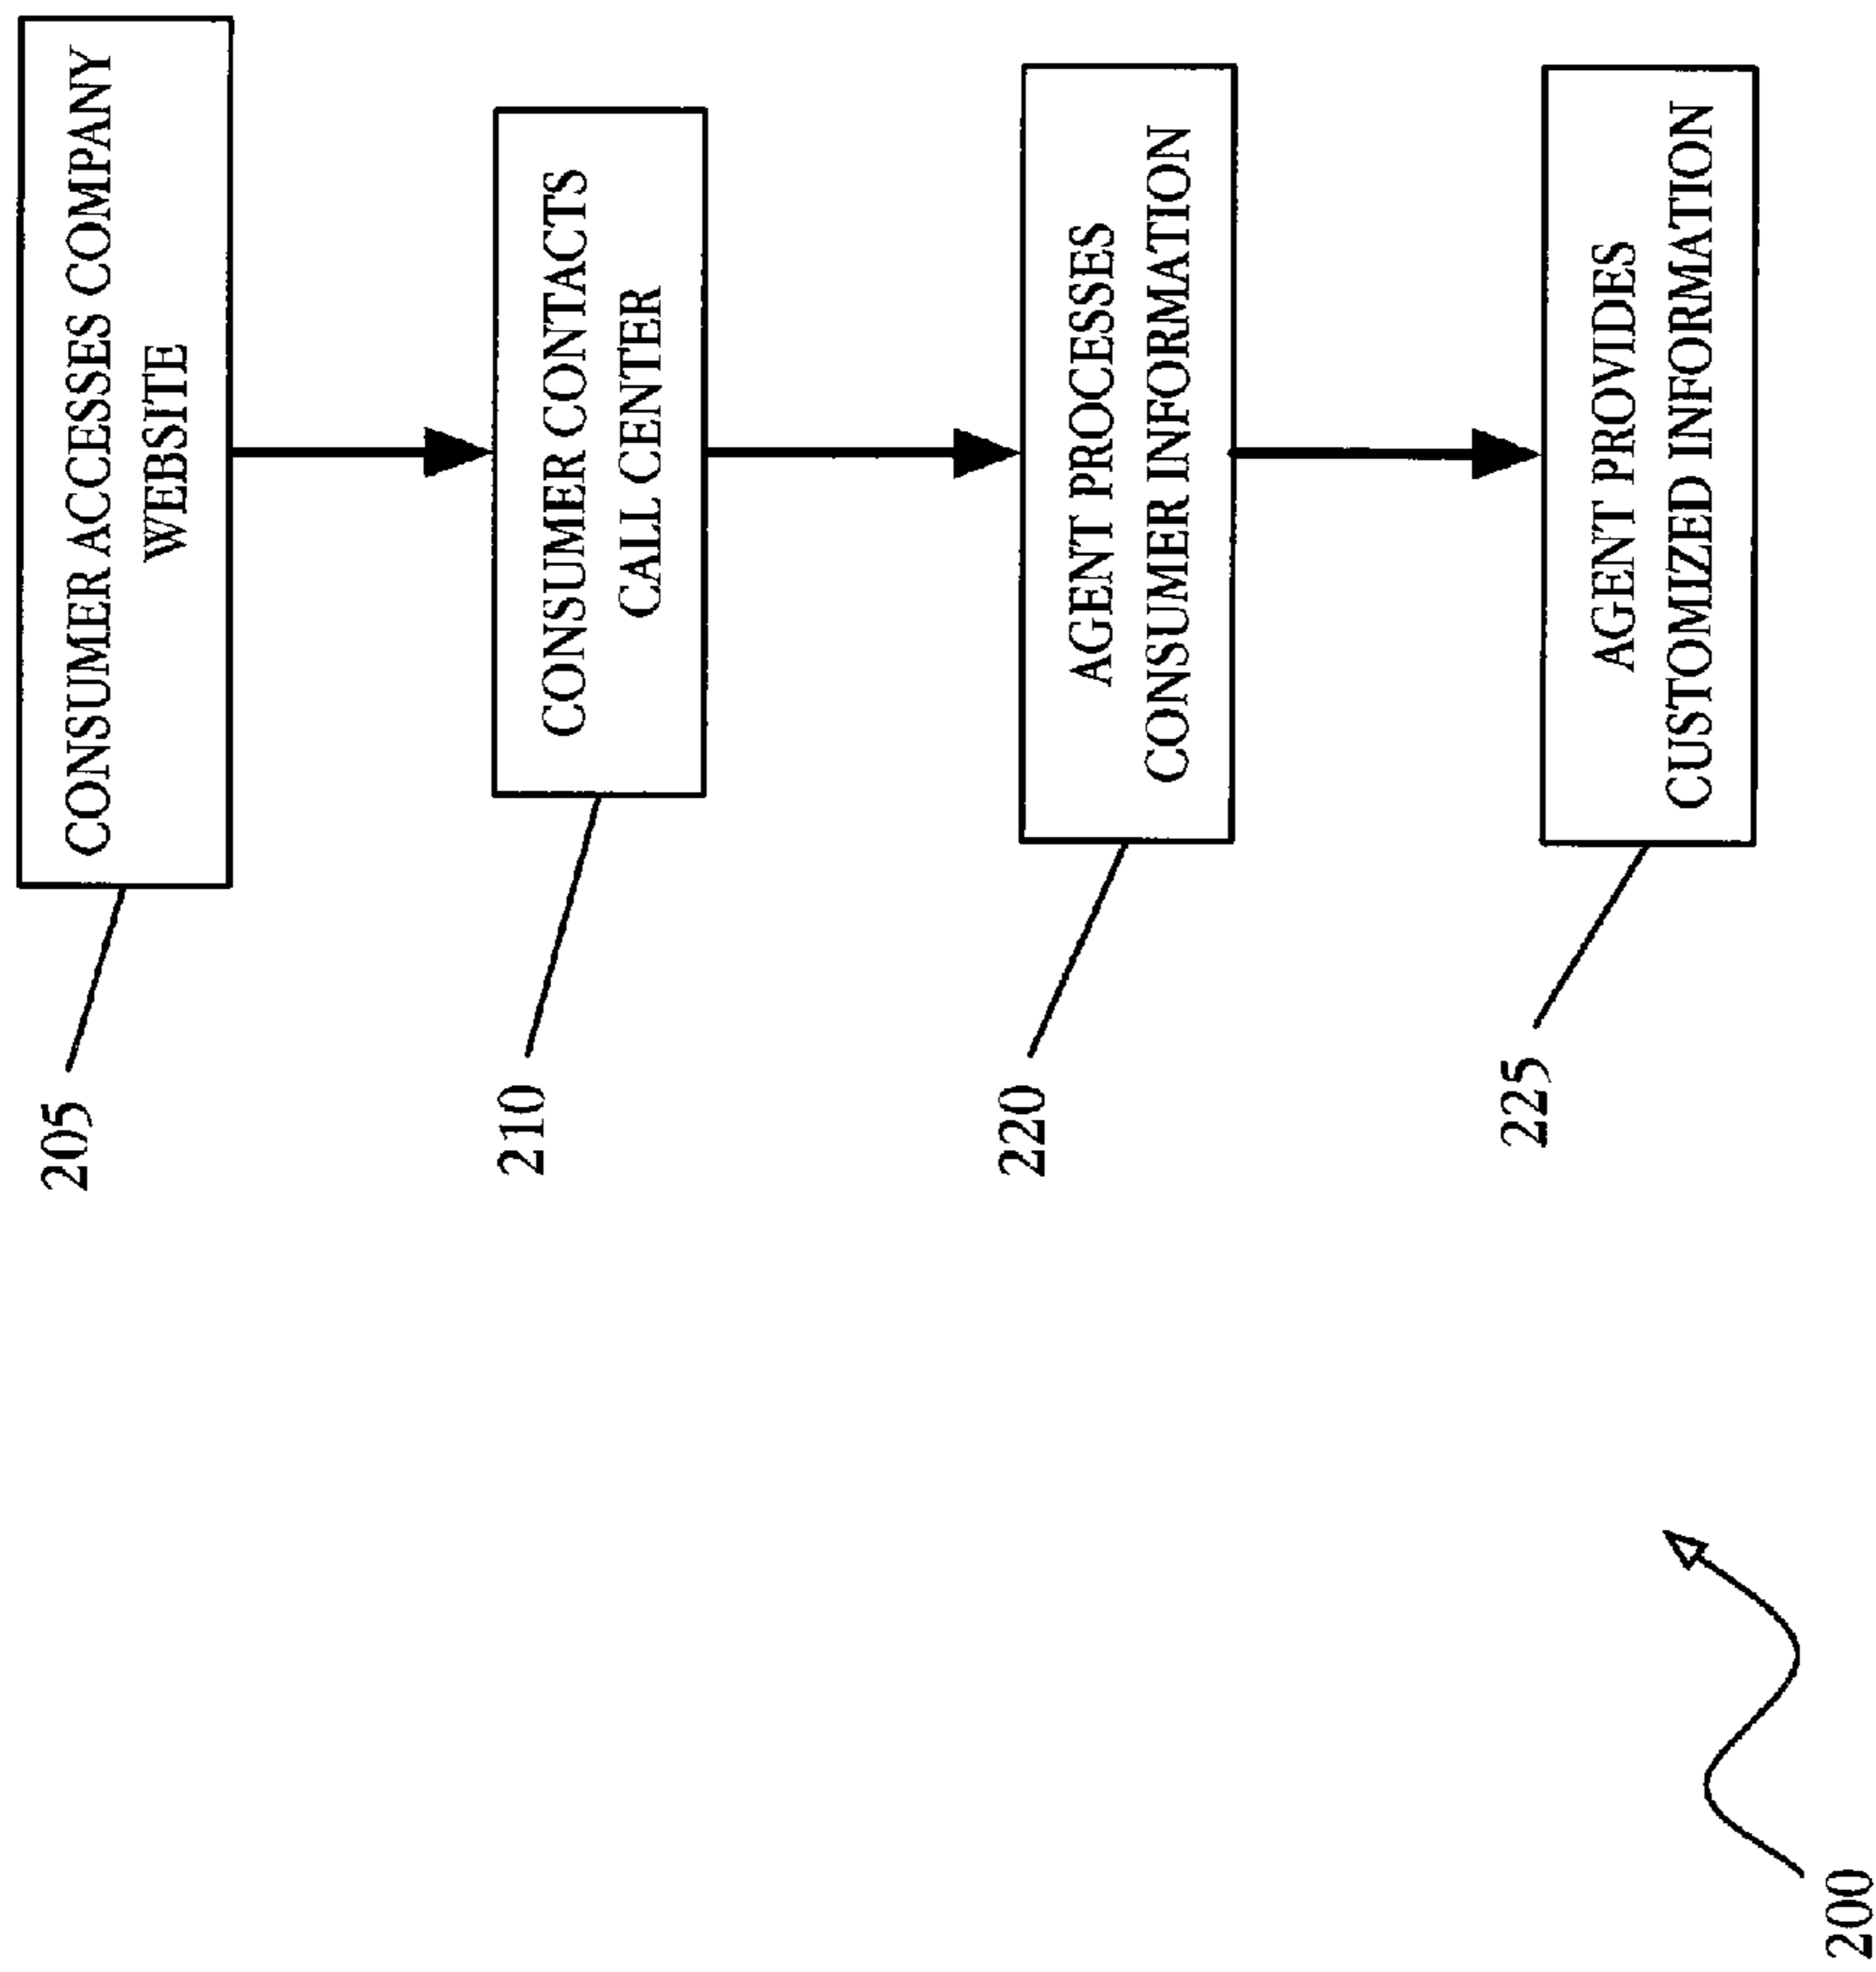 205
CONSUMER ACCESSES COMPANY
WEBSITE
210
CONSUMER CONTACTS
CALL CENTER
220
AGENT PROCESSES
CONSUMER INFORMATION
225
AGENT PROVIDES
CUSTOMIZED INFORMATION
200